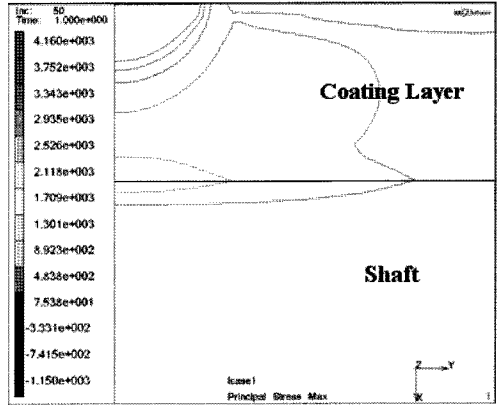 Inc: 50
Time: 1.000e+000
4.160e+003
3.752e+003
3.343e+003
2.935e+003
2.526e+003
2.118e+003
1.709e+003
1.301e+003
8.923e+002
4.838e+002
7.538e+001
-3.331e+002
-7.415e+002
-1.150e+003
Coating Layer
Shaft
Z
Y
X
lcase1
Principal Stress Max
1